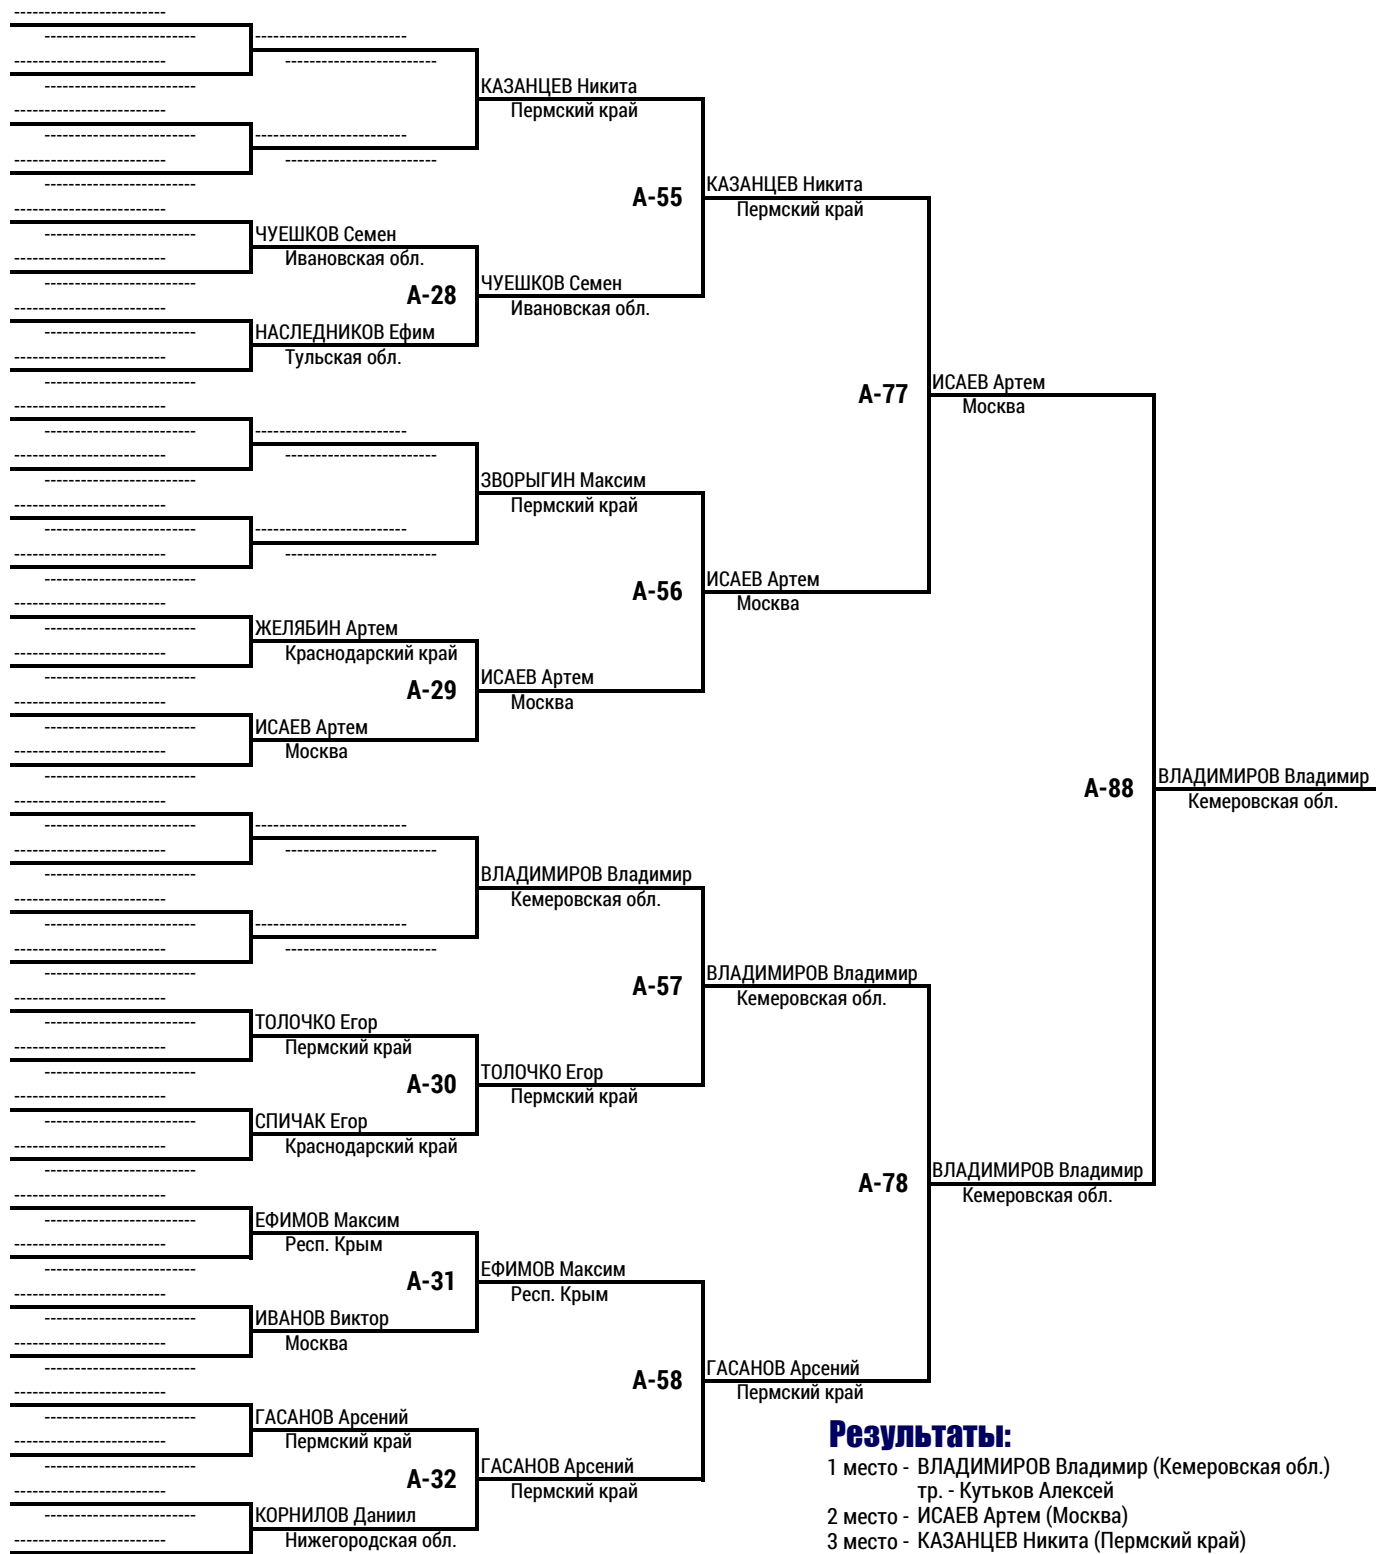 КАЗАНЦЕВ Никита
Пермский край
А-55
КАЗАНЦЕВ Никита
Пермский край
ЧУЕШКОВ Семен
Ивановская обл.
А-28
ЧУЕШКОВ Семен
Ивановская обл.
НАСЛЕДНИКОВ Ефим
Тульская обл.
А-77
ИСАЕВ Артем
Москва
ЗВОРЫГИН Максим
Пермский край
А-56
ИСАЕВ Артем
Москва
ЖЕЛЯБИН Артем
Краснодарский край
А-29
ИСАЕВ Артем
Москва
ИСАЕВ Артем
Москва
А-88
ВЛАДИМИРОВ Владимир
Кемеровская обл.
ВЛАДИМИРОВ Владимир
Кемеровская обл.
А-57
ВЛАДИМИРОВ Владимир
Кемеровская обл.
ТОЛОЧКО Егор
Пермский край
А-30
ТОЛОЧКО Егор
Пермский край
СПИЧАК Егор
Краснодарский край
А-78
ВЛАДИМИРОВ Владимир
Кемеровская обл.
ЕФИМОВ Максим
Респ. Крым
А-31
ЕФИМОВ Максим
Респ. Крым
ИВАНОВ Виктор
Москва
А-58
ГАСАНОВ Арсений
Пермский край
ГАСАНОВ Арсений
Пермский край
А-32
ГАСАНОВ Арсений
Пермский край
КОРНИЛОВ Даниил
Нижегородская обл.
Результаты:
1 место - ВЛАДИМИРОВ Владимир (Кемеровская обл.)
тр. - Кутьков Алексей
2 место - ИСАЕВ Артем (Москва)
3 место - КАЗАНЦЕВ Никита (Пермский край)